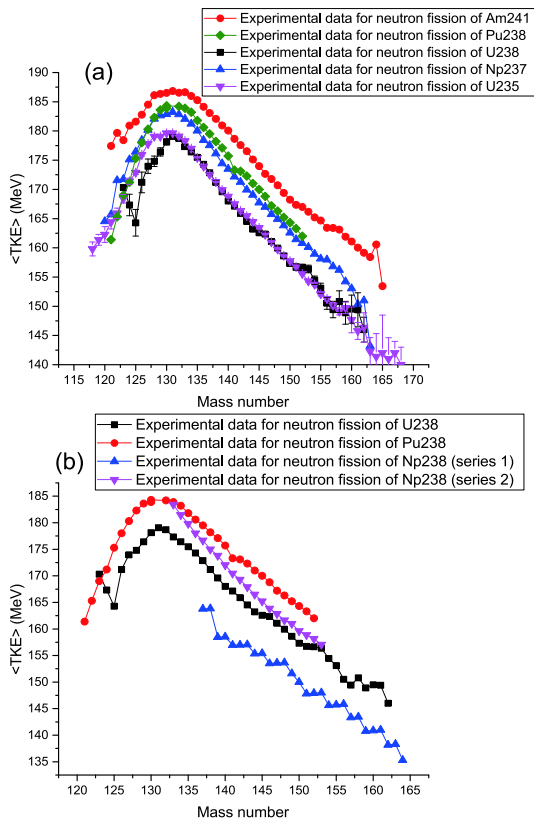 Experimental data for neutron fission of Am241
Experimental data for neutron fission of Pu238
Experimental data for neutron fission of U238
Experimental data for neutron fission of Np237
Experimental data for neutron fission of U235
(a)
<TKE> (MeV)
190
185
180
175
170
165
160
155
150
145
140
115 120 125 130 135 140 145 150 155 160 165 170
Mass number
Experimental data for neutron fission of U238
Experimental data for neutron fission of Pu238
Experimental data for neutron fission of Np238 (series 1)
Experimental data for neutron fission of Np238 (series 2)
(b)
<TKE> (MeV)
185
180
175
170
165
160
155
150
145
140
135
120 125 130 135 140 145 150 155 160 165
Mass number